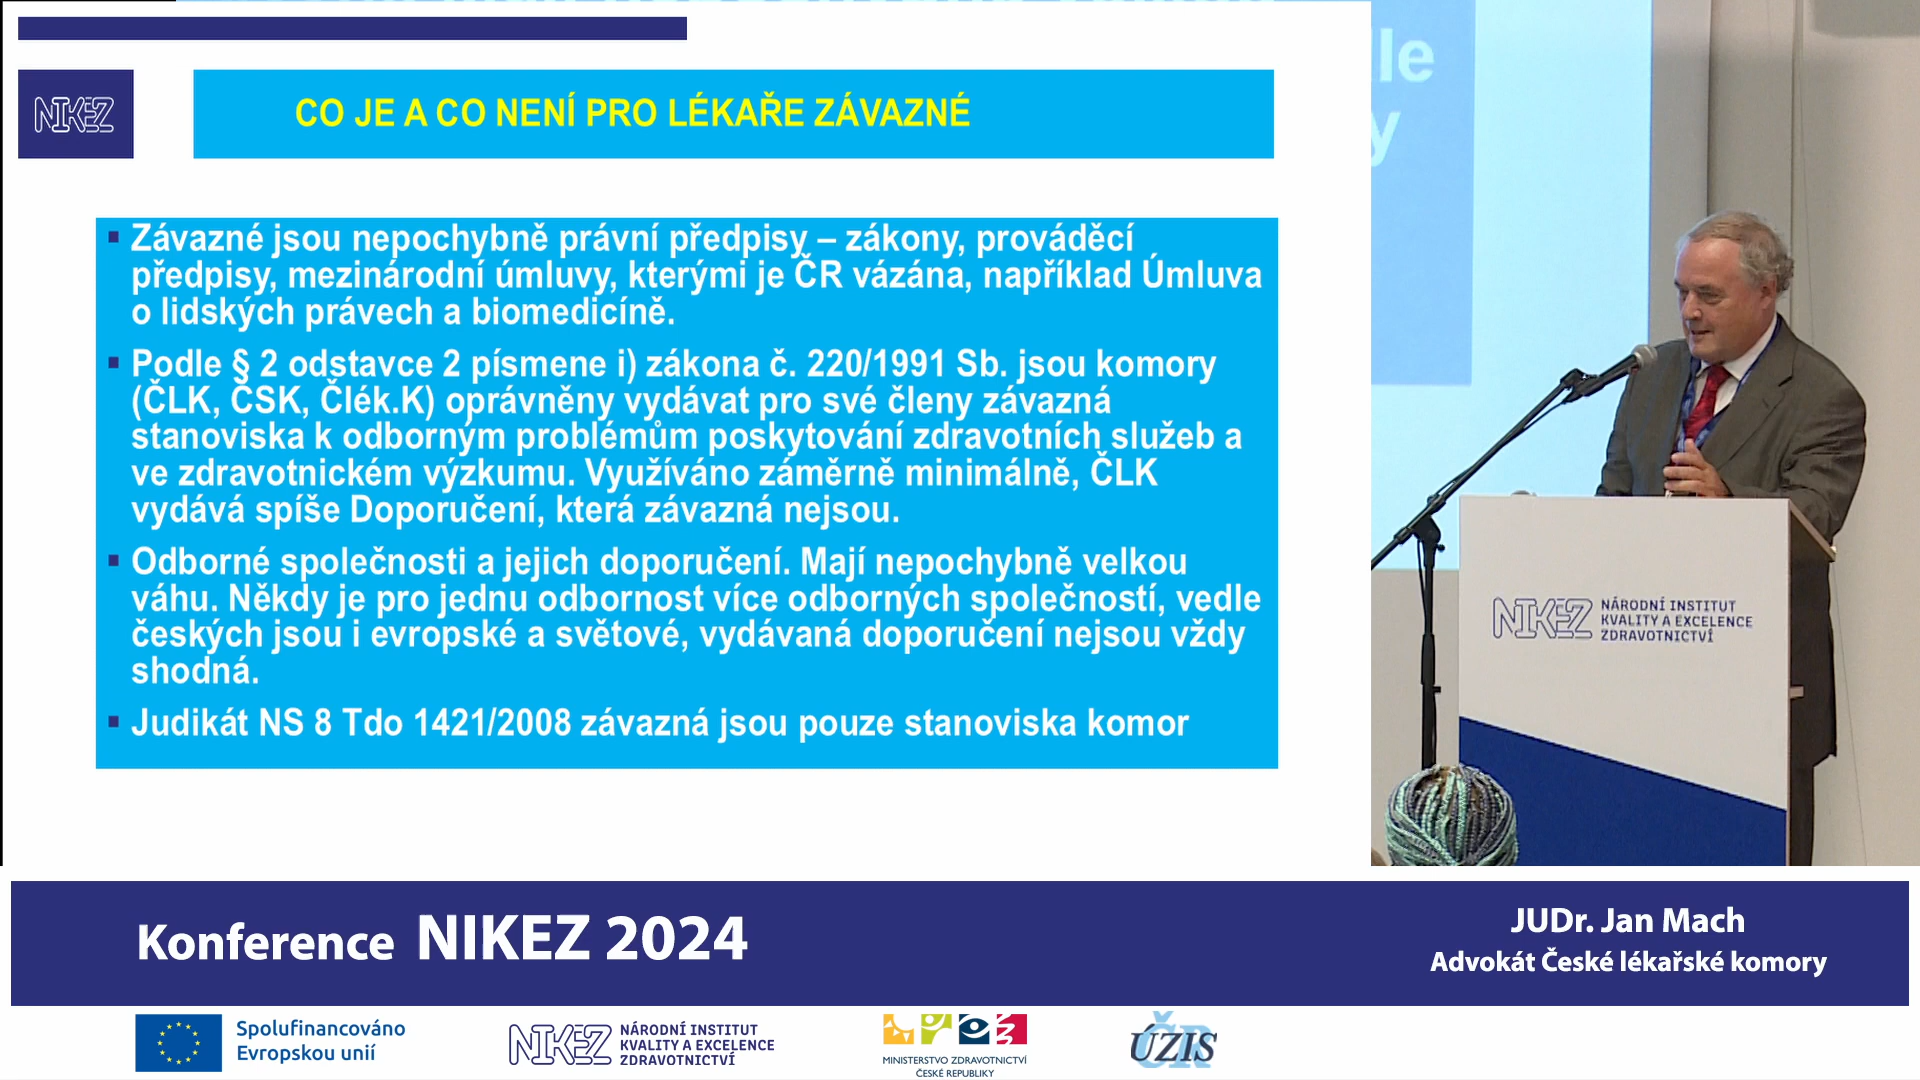 NIKEZ
CO JE A CO NENÍ PRO LÉKAŘE ZÁVAZNÉ
▪ Závazné jsou nepochybně právní předpisy – zákony, prováděcí
předpisy, mezinárodní úmluvy, kterými je ČR vázána, například Úmluva
o lidských právech a biomedicíně.
▪ Podle § 2 odstavce 2 písmene i) zákona č. 220/1991 Sb. jsou komory
(ČLK, ČSK, Člék.K) oprávněny vydávat pro své členy závazná
stanoviska k odborným problémům poskytování zdravotních služeb a
ve zdravotnickém výzkumu. Využíváno záměrně minimálně, ČLK
vydává spíše Doporučení, která závazná nejsou.
▪ Odborné společnosti a jejich doporučení. Mají nepochybně velkou
váhu. Někdy je pro jednu odbornost více odborných společností, vedle
českých jsou i evropské a světové, vydávaná doporučení nejsou vždy
shodná.
▪ Judikát NS 8 Tdo 1421/2008 závazná jsou pouze stanoviska komor
le
y
NIKEZ NÁRODNÍ INSTITUT
KVALITY A EXCELENCE
ZDRAVOTNICTVÍ
Konference NIKEZ 2024
JUDr. Jan Mach
Advokát České lékařské komory
Spolufinancováno
Evropskou unií
NIKEZ NÁRODNÍ INSTITUT
KVALITY A EXCELENCE
ZDRAVOTNICTVÍ
MINISTERSTVO ZDRAVOTNICTVÍ
ČESKÉ REPUBLIKY
ÚZIS ČR